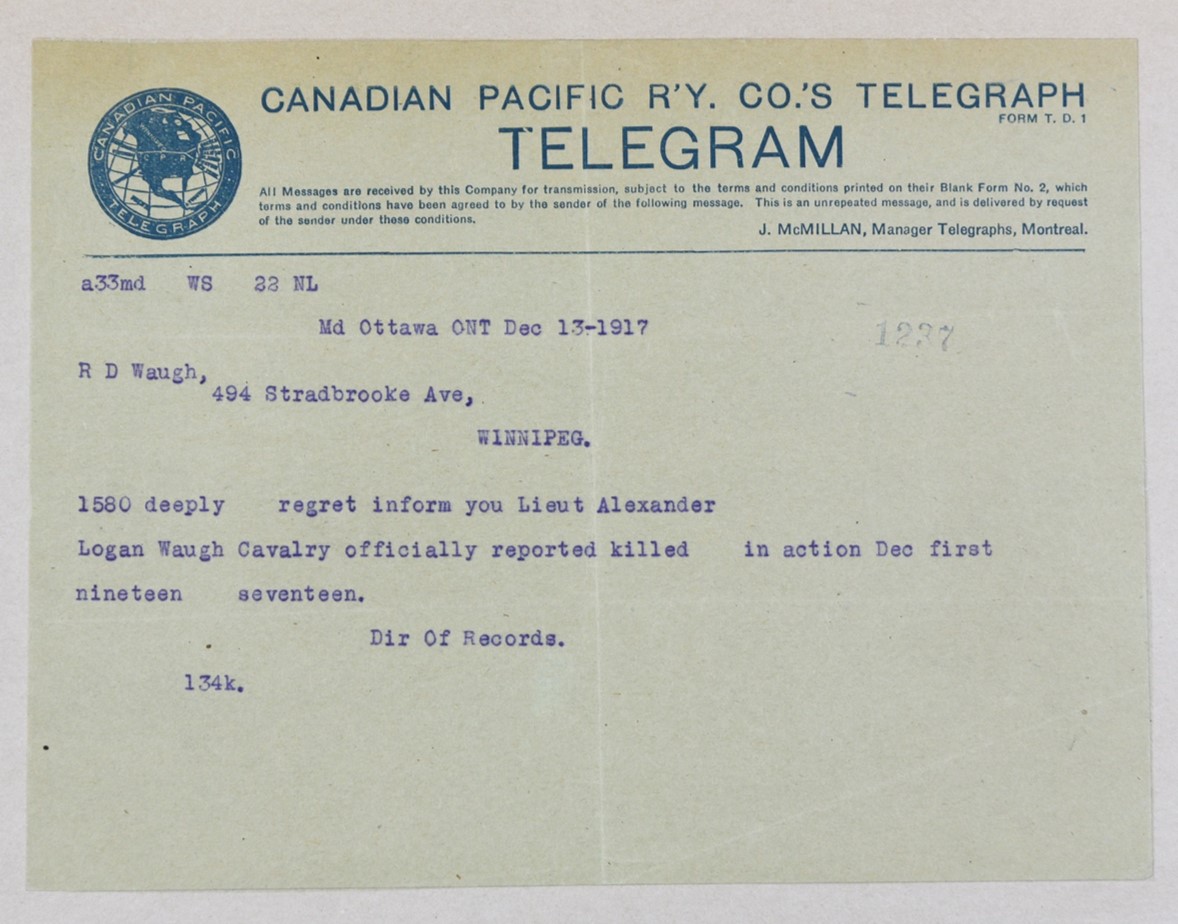 CANADIAN PACIFIC
TELEGRAPH
CANADIAN PACIFIC R'Y. CO.'S TELEGRAPH
FORM T. D. 1
TELEGRAM
All Messages are received by this Company for transmission, subject to the terms and conditions printed on their Blank Form No. 2, which
terms and conditions have been agreed to by the sender of the following message. This is an unrepeated message, and is delivered by request
of the sender under these conditions.
J. McMILLAN, Manager Telegraphs, Montreal.
a33md WS 22 NL
Md Ottawa ONT Dec 13-1917
1237
R D Waugh,
494 Stradbrooke Ave,
WINNIPEG.
1580 deeply regret inform you Lieut Alexander
Logan Waugh Cavalry officially reported killed in action Dec first
nineteen seventeen.
Dir Of Records.
134k.